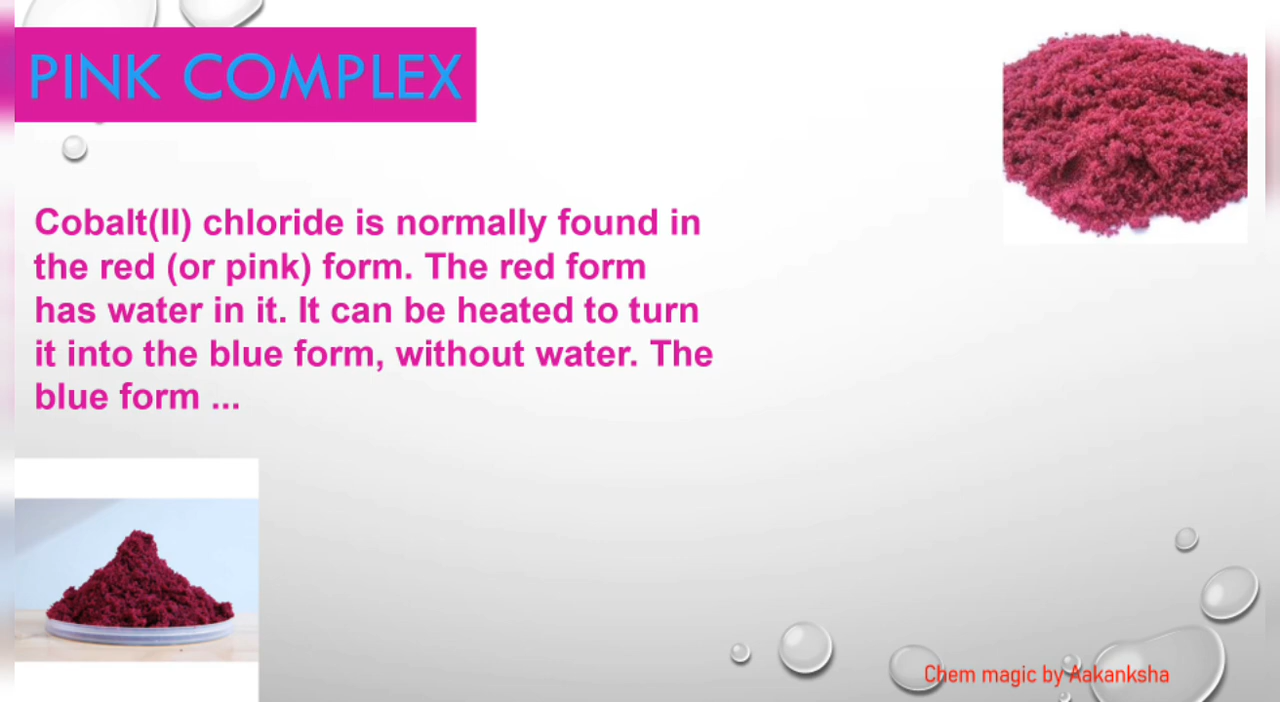 PINK COMPLEX
Cobalt(II) chloride is normally found in
the red (or pink) form. The red form
has water in it. It can be heated to turn
it into the blue form, without water. The
blue form ...
Chem magic by Aakanksha